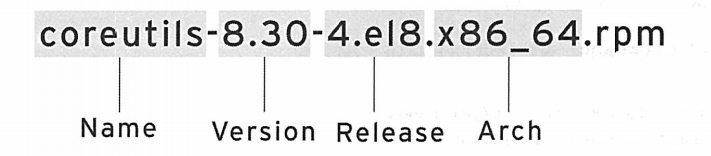 coreutils-8.30-4.el8.x86_64.rpm
Name Version Release Arch